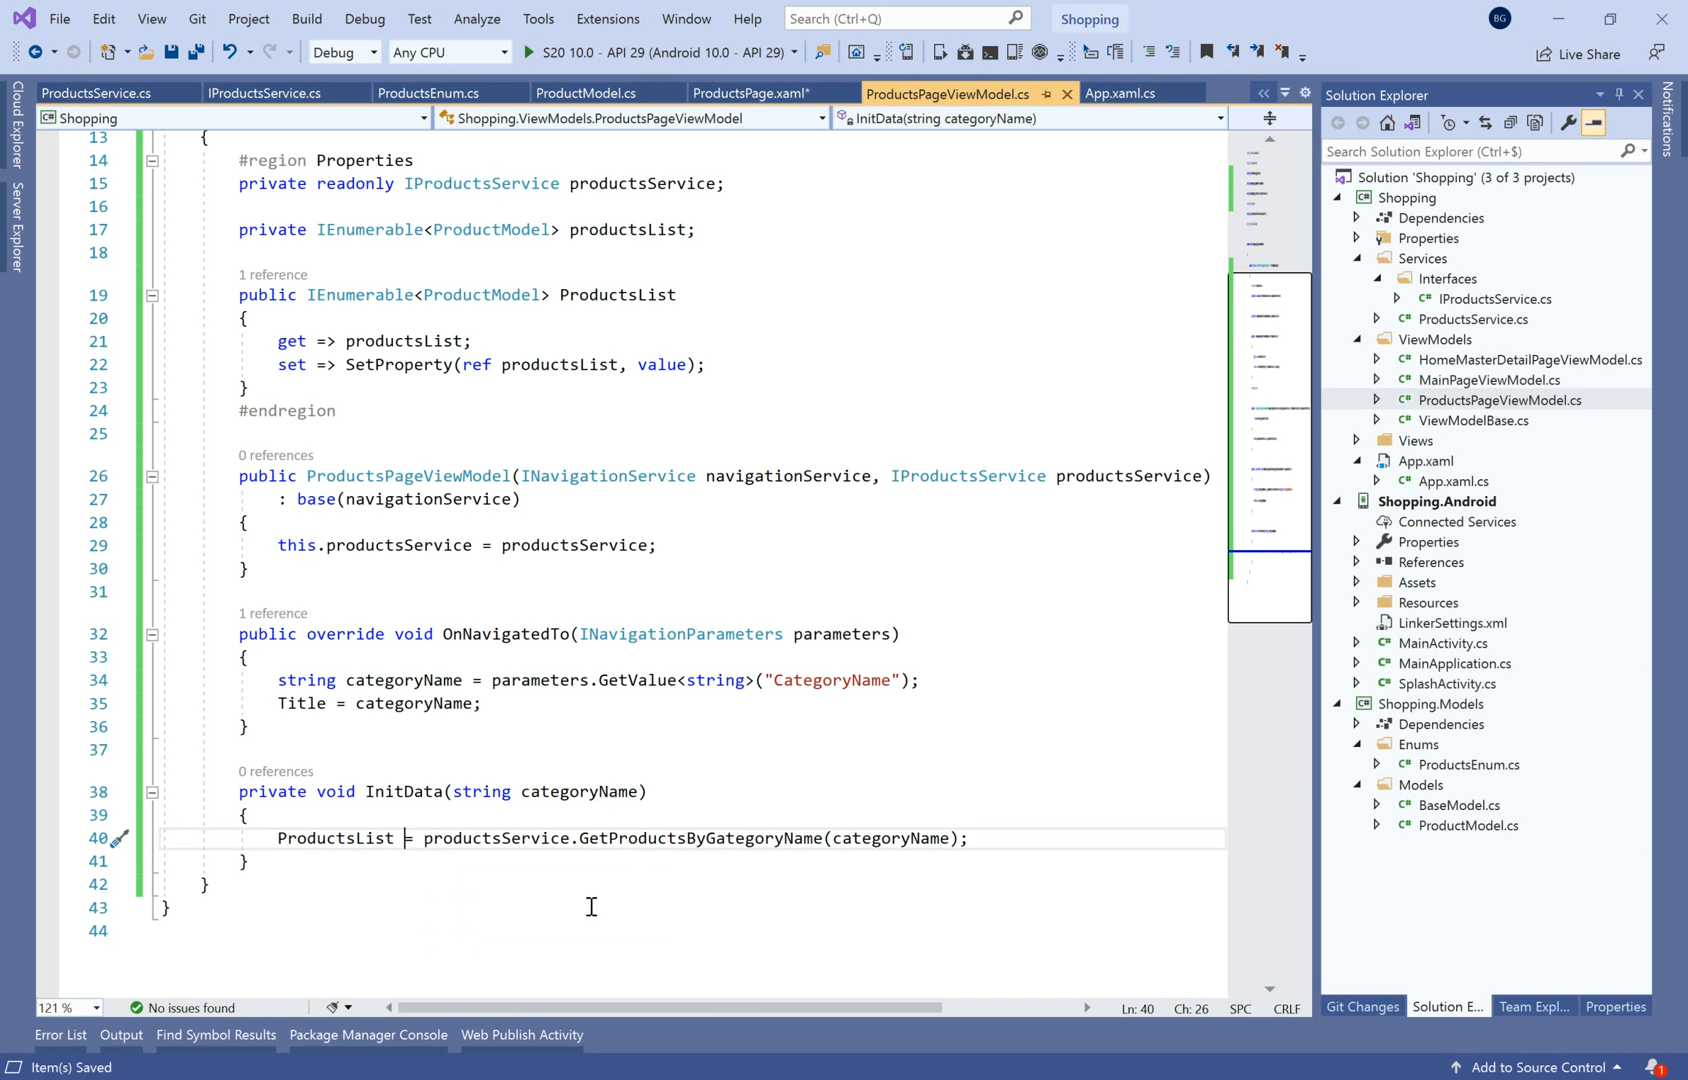 File Edit View Git Project Build Debug Test Analyze Tools Extensions Window Help Search (Ctrl+Q) Shopping BG
Debug Any CPU S20 10.0 - API 29 (Android 10.0 - API 29) Live Share
ProductsService.cs IProductsService.cs ProductsEnum.cs ProductModel.cs ProductsPage.xaml* ProductsPageViewModel.cs App.xaml.cs
Shopping Shopping.ViewModels.ProductsPageViewModel InitData(string categoryName)
Cloud Explorer
Server Explorer
13 {
14 #region Properties
15 private readonly IProductsService productsService;
16
17 private IEnumerable<ProductModel> productsList;
18
1 reference
19 public IEnumerable<ProductModel> ProductsList
20 {
21 get => productsList;
22 set => SetProperty(ref productsList, value);
23 }
24 #endregion
25
0 references
26 public ProductsPageViewModel(INavigationService navigationService, IProductsService productsService)
27 : base(navigationService)
28 {
29 this.productsService = productsService;
30 }
31
1 reference
32 public override void OnNavigatedTo(INavigationParameters parameters)
33 {
34 string categoryName = parameters.GetValue<string>("CategoryName");
35 Title = categoryName;
36 }
37
0 references
38 private void InitData(string categoryName)
39 {
40 ProductsList = productsService.GetProductsByGategoryName(categoryName);
41 }
42 }
43 }
44
121 % No issues found Ln: 40 Ch: 26 SPC CRLF
Solution Explorer
Search Solution Explorer (Ctrl+$)
Solution 'Shopping' (3 of 3 projects)
Shopping
Dependencies
Properties
Services
Interfaces
IProductsService.cs
ProductsService.cs
ViewModels
HomeMasterDetailPageViewModel.cs
MainPageViewModel.cs
ProductsPageViewModel.cs
ViewModelBase.cs
Views
App.xaml
App.xaml.cs
Shopping.Android
Connected Services
Properties
References
Assets
Resources
LinkerSettings.xml
MainActivity.cs
MainApplication.cs
SplashActivity.cs
Shopping.Models
Dependencies
Enums
ProductsEnum.cs
Models
BaseModel.cs
ProductModel.cs
Git Changes Solution E... Team Expl... Properties
Notifications
Error List Output Find Symbol Results Package Manager Console Web Publish Activity
Item(s) Saved Add to Source Control 1